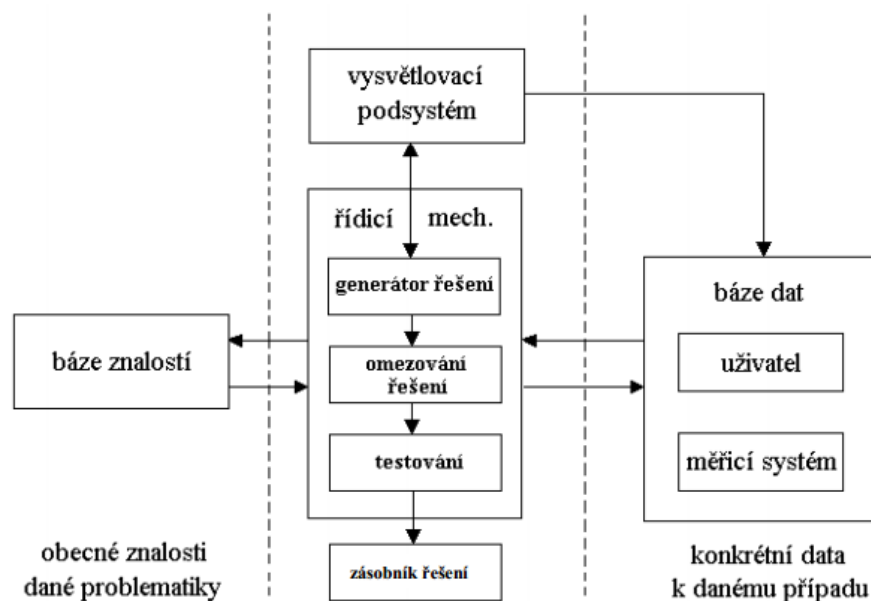 vysvětlovací
podsystém
řídicí mech.
generátor řešení
omezování
řešení
testování
zásobník řešení
báze znalostí
obecné znalosti
dané problematiky
báze dat
uživatel
měřicí systém
konkrétní data
k danému případu